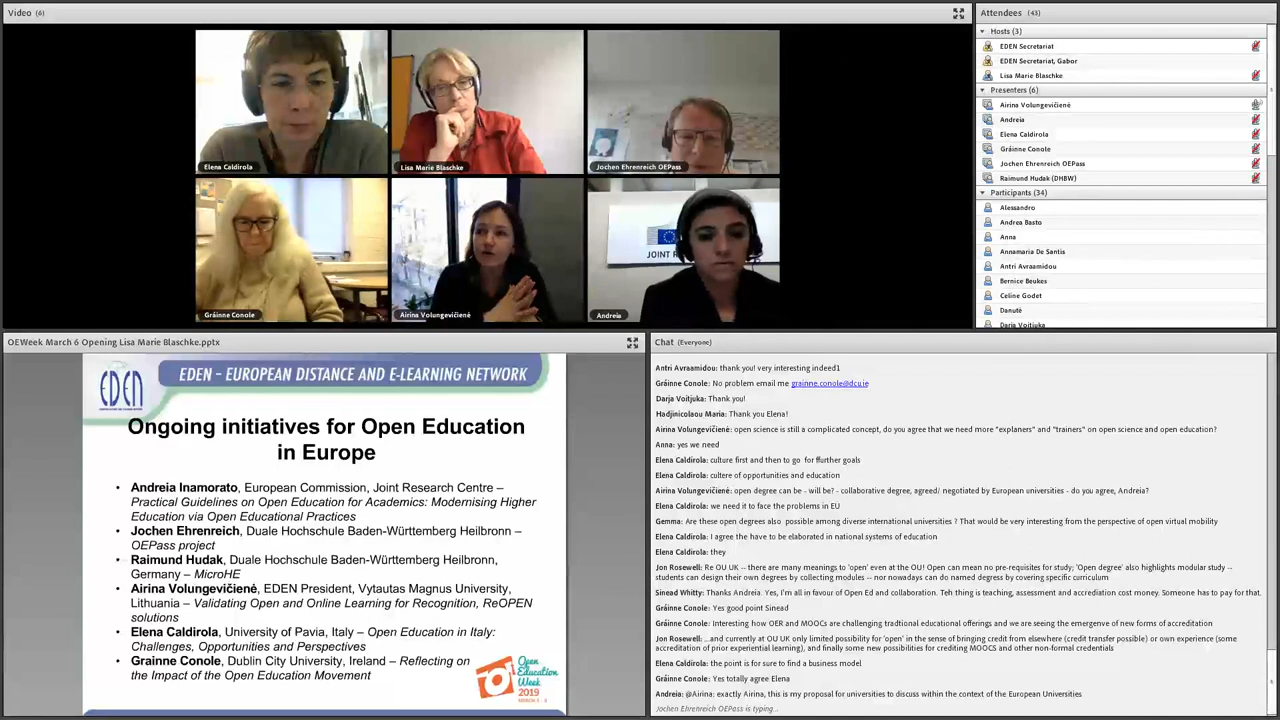 Video (6)
Elena Caldirola
Lisa Marie Blaschke
Jochen Ehrenreich OEPass
Gráinne Conole
Airina Volungevičienė
Andreia
JOINT R
Attendees (43)
Hosts (3)
EDEN Secretariat
EDEN Secretariat, Gabor
Lisa Marie Blaschke
Presenters (6)
Airina Volungevičienė
Andreia
Elena Caldirola
Gráinne Conole
Jochen Ehrenreich OEPass
Raimund Hudak (DHBW)
Participants (34)
Alessandro
Andrea Basto
Anna
Annamaria De Santis
Antri Avraamidou
Bernice Beukes
Celine Godet
Danutė
Darja Voitjuka
OEWeek March 6 Opening Lisa Marie Blaschke.pptx
EDEN
EDEN - EUROPEAN DISTANCE AND E-LEARNING NETWORK
Ongoing initiatives for Open Education
in Europe
• Andreia Inamorato, European Commission, Joint Research Centre –
Practical Guidelines on Open Education for Academics: Modernising Higher
Education via Open Educational Practices
• Jochen Ehrenreich, Duale Hochschule Baden-Württemberg Heilbronn –
OEPass project
• Raimund Hudak, Duale Hochschule Baden-Württemberg Heilbronn,
Germany – MicroHE
• Airina Volungevičienė, EDEN President, Vytautas Magnus University,
Lithuania – Validating Open and Online Learning for Recognition, ReOPEN
solutions
• Elena Caldirola, University of Pavia, Italy – Open Education in Italy:
Challenges, Opportunities and Perspectives
• Grainne Conole, Dublin City University, Ireland – Reflecting on
the Impact of the Open Education Movement
Open
Education
Week
2019
Chat (Everyone)
Antri Avraamidou: thank you! very interesting indeed1
Gráinne Conole: No problem email me grainne.conole@dcu.ie
Darja Voitjuka: Thank you!
Hadjinicolaou Maria: Thank you Elena!
Airina Volungevičienė: open science is still a complicated concept, do you agree that we need more "explaners" and "trainers" on open science and open education?
Anna: yes we need
Elena Caldirola: culture first and then to go for ffurther goals
Elena Caldirola: cultere of opportunities and education
Airina Volungevičienė: open degree can be - will be? - collaborative degree, agreed/ negotiated by European universities - do you agree, Andreia?
Elena Caldirola: we need it to face the problems in EU
Gemma: Are these open degrees also possible among diverse international universities ? That would be very interesting from the perspective of open virtual mobility
Elena Caldirola: I agree the have to be elaborated in national systems of education
Elena Caldirola: they
Jon Rosewell: Re OU UK -- there are many meanings to 'open' even at the OU! Open can mean no pre-requisites for study; 'Open degree' also highlights modular study --
students can design their own degrees by collecting modules -- nor nowadays can do named degrees by covering specific curriculum
Sinead Whitty: Thanks Andreia. Yes, I'm all in favour of Open Ed and collaboration. Teh thing is teaching, assessment and accrediation cost money. Someone has to pay for that.
Gráinne Conole: Yes good point Sinead
Gráinne Conole: Interesting how OER and MOOCs are challenging tradtional educational offerings and we are seeing the emergenve of new forms of accreditation
Jon Rosewell: ...and currently at OU UK only limited possibility for 'open' in the sense of bringing credit from elsewhere (credit transfer possible) or own experience (some
accreditation of prior experiential learning), and finally some new possibilities for crediting MOOCS and other non-formal credentials
Elena Caldirola: the point is for sure to find a business model
Gráinne Conole: Yes totally agree Elena
Andreia: @Airina: exactly Airina, this is my proposal for universities to discuss within the context of the European Universities
Jochen Ehrenreich OEPass is typing...